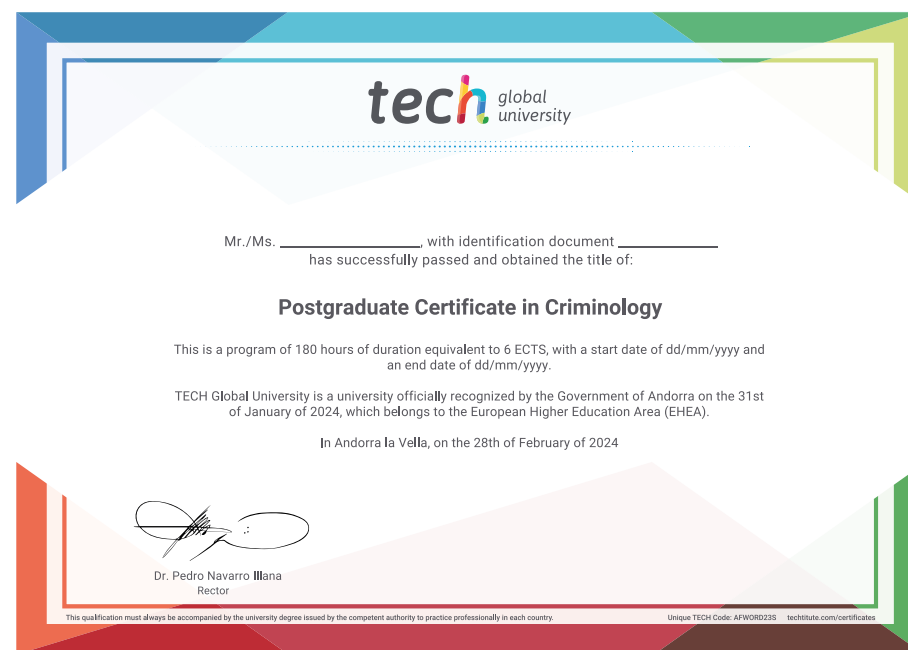 tech global
university
Mr./Ms. ____________, with identification document ____________
has successfully passed and obtained the title of:
Postgraduate Certificate in Criminology
This is a program of 180 hours of duration equivalent to 6 ECTS, with a start date of dd/mm/yyyy and
an end date of dd/mm/yyyy.
TECH Global University is a university officially recognized by the Government of Andorra on the 31st
of January of 2024, which belongs to the European Higher Education Area (EHEA).
In Andorra la Vella, on the 28th of February of 2024
Dr. Pedro Navarro Illana
Rector
This qualification must always be accompanied by the university degree issued by the competent authority to practice professionally in each country.
Unique TECH Code: AFWORD23S techtitute.com/certificates